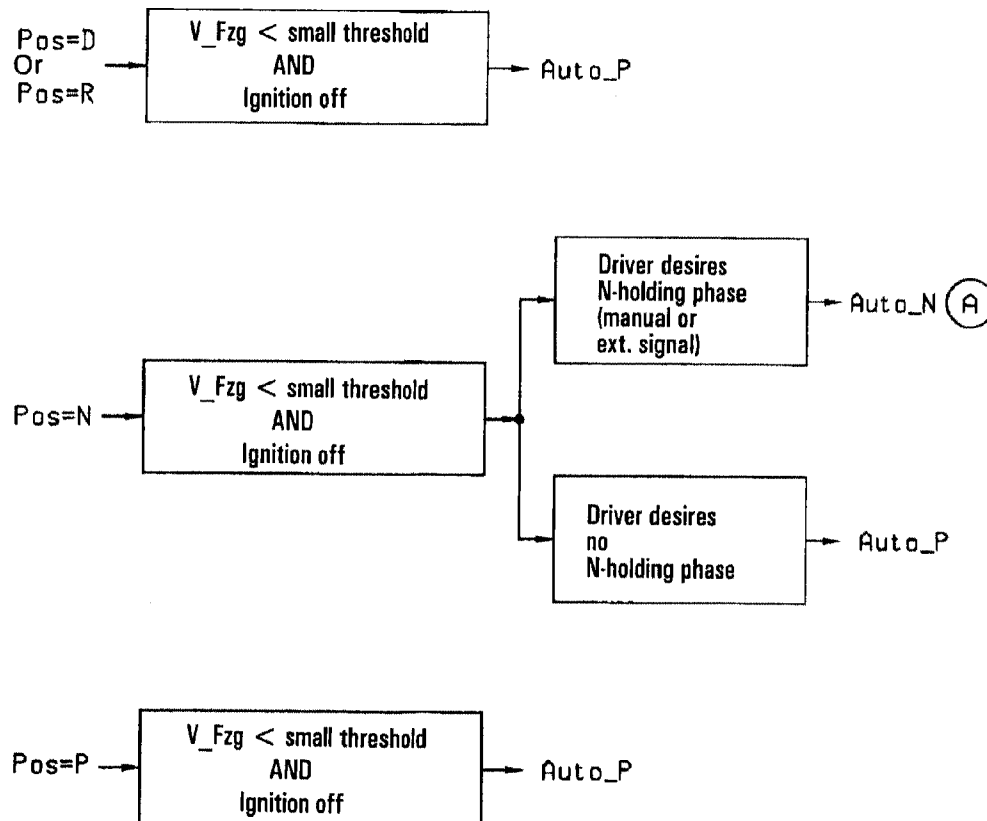 Pos=D
Or
Pos=R
V_Fzg < small threshold
AND
Ignition off
Auto_P
Driver desires
N-holding phase
(manual or
ext. signal)
Auto_N
A
Pos=N
V_Fzg < small threshold
AND
Ignition off
Driver desires
no
N-holding phase
Auto_P
Pos=P
V_Fzg < small threshold
AND
Ignition off
Auto_P